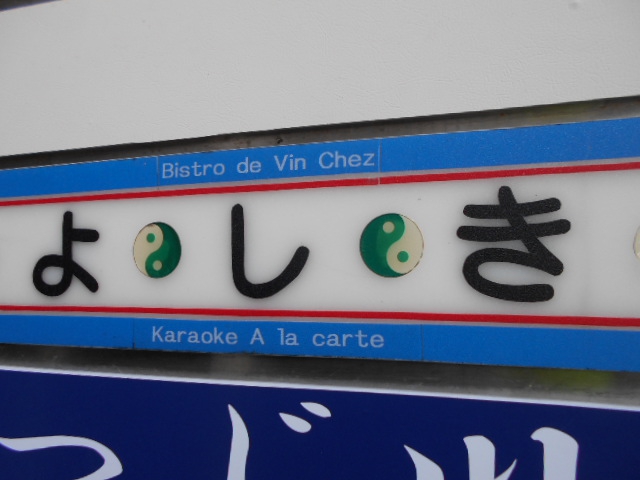 Bistro de Vin Chez
よしき
Karaoke A la carte